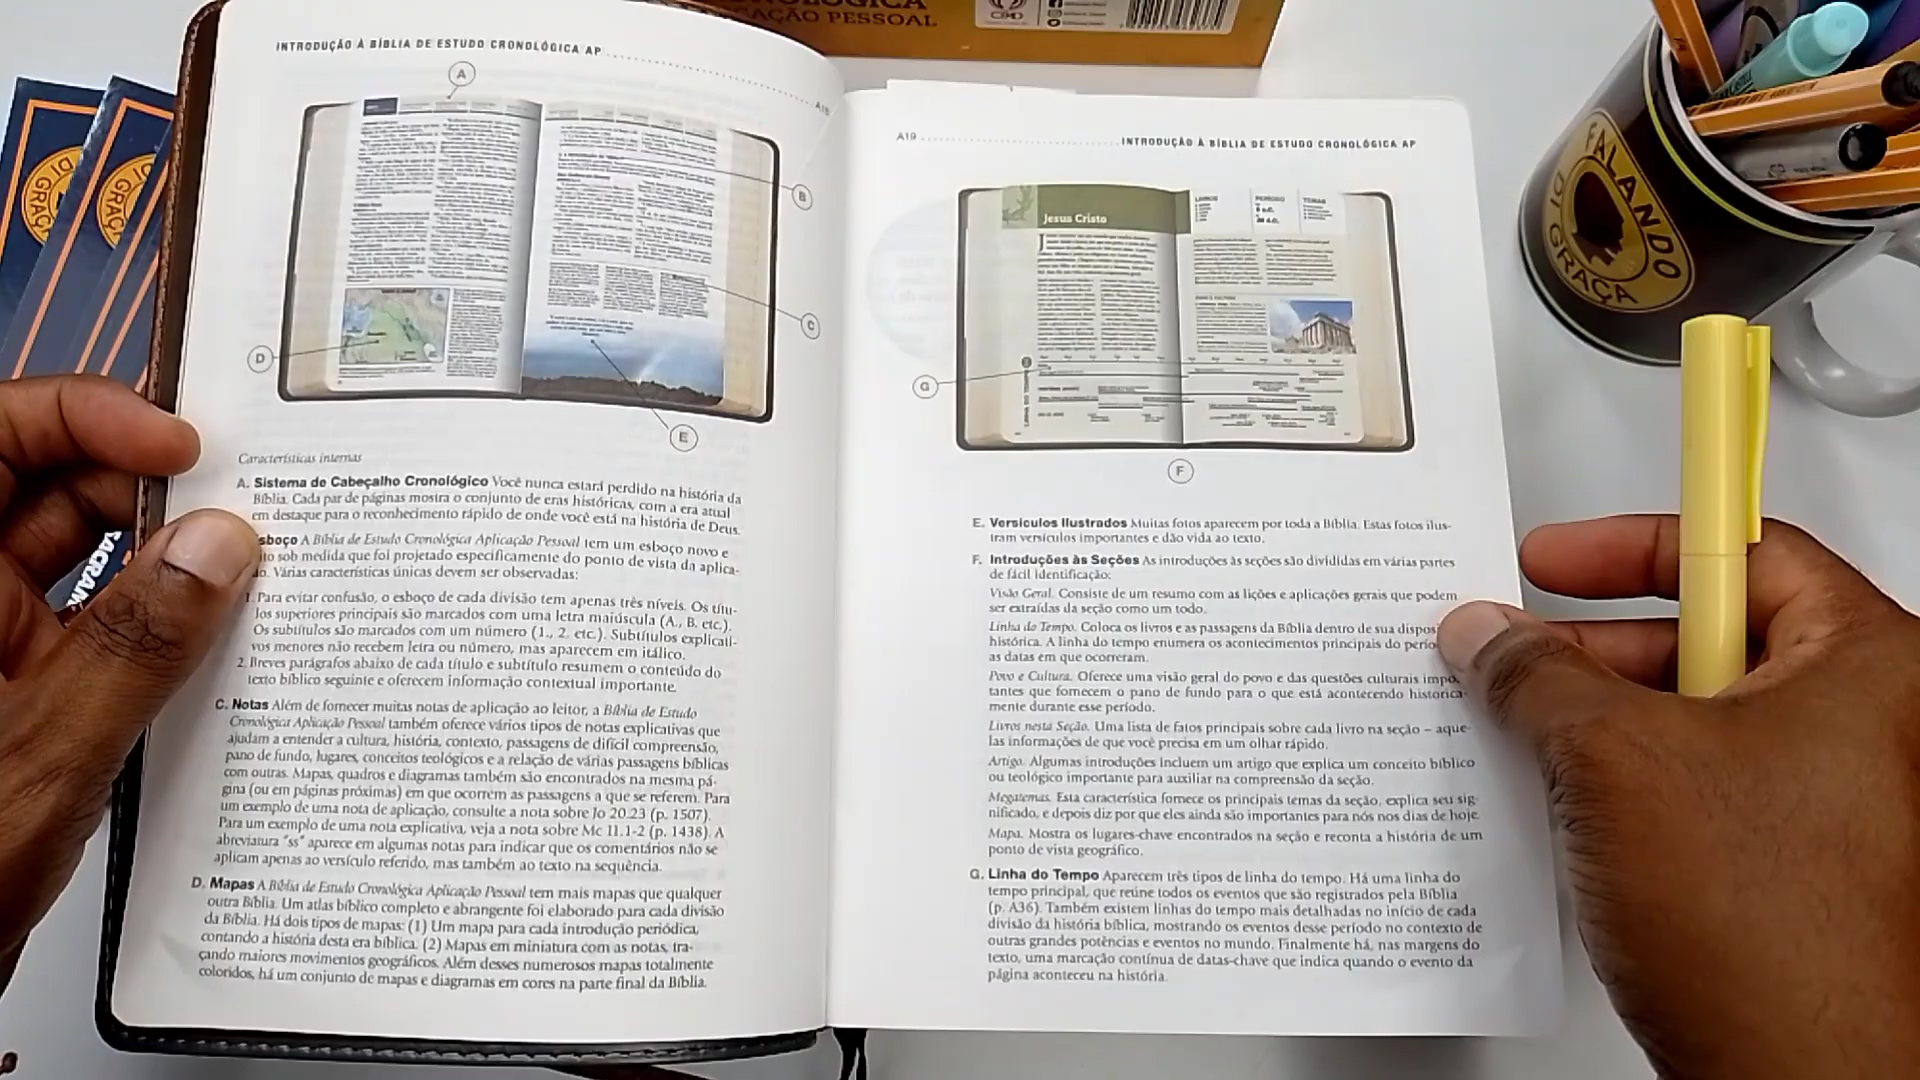 CRONOLÓGICA
APLICAÇÃO PESSOAL
CPAD
INTRODUÇÃO À BÍBLIA DE ESTUDO CRONOLÓGICA AP
A18
A
B
C
D
E
Características internas
A. Sistema de Cabeçalho Cronológico Você nunca estará perdido na história da
Bíblia. Cada par de páginas mostra o conjunto de eras históricas, com a era atual
em destaque para o reconhecimento rápido de onde você está na história de Deus.
sboço A Bíblia de Estudo Cronológica Aplicação Pessoal tem um esboço novo e
ito sob medida que foi projetado especificamente do ponto de vista da aplica-
o. Várias características únicas devem ser observadas:
1. Para evitar confusão, o esboço de cada divisão tem apenas três níveis. Os títu-
los superiores principais são marcados com uma letra maiúscula (A., B. etc.).
Os subtítulos são marcados com um número (1., 2. etc.). Subtítulos explicati-
vos menores não recebem letra ou número, mas aparecem em itálico.
2. Breves parágrafos abaixo de cada título e subtítulo resumem o conteúdo do
texto bíblico seguinte e oferecem informação contextual importante.
C. Notas Além de fornecer muitas notas de aplicação ao leitor, a Bíblia de Estudo
Cronológica Aplicação Pessoal também oferece vários tipos de notas explicativas que
ajudam a entender a cultura, história, contexto, passagens de difícil compreensão,
pano de fundo, lugares, conceitos teológicos e a relação de várias passagens bíblicas
com outras. Mapas, quadros e diagramas também são encontrados na mesma pá-
gina (ou em páginas próximas) em que ocorrem as passagens a que se referem. Para
um exemplo de uma nota de aplicação, consulte a nota sobre Jo 20.23 (p. 1507).
Para um exemplo de uma nota explicativa, veja a nota sobre Mc 11.1-2 (p. 1438). A
abreviatura "ss" aparece em algumas notas para indicar que os comentários não se
aplicam apenas ao versículo referido, mas também ao texto na sequência.
D. Mapas A Bíblia de Estudo Cronológica Aplicação Pessoal tem mais mapas que qualquer
outra Bíblia. Um atlas bíblico completo e abrangente foi elaborado para cada divisão
da Bíblia. Há dois tipos de mapas: (1) Um mapa para cada introdução periódica,
contando a história desta era bíblica. (2) Mapas em miniatura com as notas, tra-
çando maiores movimentos geográficos. Além desses numerosos mapas totalmente
coloridos, há um conjunto de mapas e diagramas em cores na parte final da Bíblia.
A19
INTRODUÇÃO À BÍBLIA DE ESTUDO CRONOLÓGICA AP
Jesus Cristo
LIVROS
PERÍODO
TEMAS
LINHA DO TEMPO
G
F
E. Versículos Ilustrados Muitas fotos aparecem por toda a Bíblia. Estas fotos ilus-
tram versículos importantes e dão vida ao texto.
F. Introduções às Seções As introduções às seções são divididas em várias partes
de fácil identificação:
Visão Geral. Consiste de um resumo com as lições e aplicações gerais que podem
ser extraídas da seção como um todo.
Linha do Tempo. Coloca os livros e as passagens da Bíblia dentro de sua dispos
histórica. A linha do tempo enumera os acontecimentos principais do perío
as datas em que ocorreram.
Povo e Cultura. Oferece uma visão geral do povo e das questões culturais impo
tantes que fornecem o pano de fundo para o que está acontecendo historica-
mente durante esse período.
Livros nesta Seção. Uma lista de fatos principais sobre cada livro na seção – aque-
las informações de que você precisa em um olhar rápido.
Artigo. Algumas introduções incluem um artigo que explica um conceito bíblico
ou teológico importante para auxiliar na compreensão da seção.
Megatemas. Esta característica fornece os principais temas da seção, explica seu sig-
nificado, e depois diz por que eles ainda são importantes para nós nos dias de hoje.
Mapa. Mostra os lugares-chave encontrados na seção e reconta a história de um
ponto de vista geográfico.
G. Linha do Tempo Aparecem três tipos de linha do tempo. Há uma linha do
tempo principal, que reúne todos os eventos que são registrados pela Bíblia
(p. A36). Também existem linhas do tempo mais detalhadas no início de cada
divisão da história bíblica, mostrando os eventos desse período no contexto de
outras grandes potências e eventos no mundo. Finalmente há, nas margens do
texto, uma marcação contínua de datas-chave que indica quando o evento da
página aconteceu na história.
FALANDO
DI GRAÇA
DI GRAÇ
DI GRAÇ
SACRAM